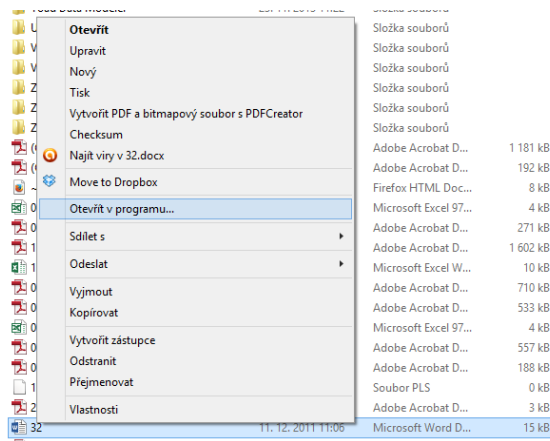 Složka souborů
Otevřít
Složka souborů
Upravit
Složka souborů
Nový
Složka souborů
Tisk
Složka souborů
Vytvořit PDF a bitmapový soubor s PDFCreator
Složka souborů
Checksum
Složka souborů
Najít viry v 32.docx
Adobe Acrobat D... 1 181 kB
Adobe Acrobat D... 192 kB
Move to Dropbox
Firefox HTML Doc... 8 kB
Otevřít v programu...
Microsoft Excel 97... 4 kB
Adobe Acrobat D... 271 kB
Sdílet s
Adobe Acrobat D... 1 602 kB
Odeslat
Microsoft Excel W... 10 kB
Vyjmout
Adobe Acrobat D... 710 kB
Kopírovat
Adobe Acrobat D... 533 kB
Microsoft Excel 97... 4 kB
Vytvořit zástupce
Adobe Acrobat D... 557 kB
Odstranit
Adobe Acrobat D... 188 kB
Přejmenovat
Soubor PLS 0 kB
Vlastnosti
Adobe Acrobat D... 3 kB
32 11. 12. 2011 11:06 Microsoft Word D... 15 kB